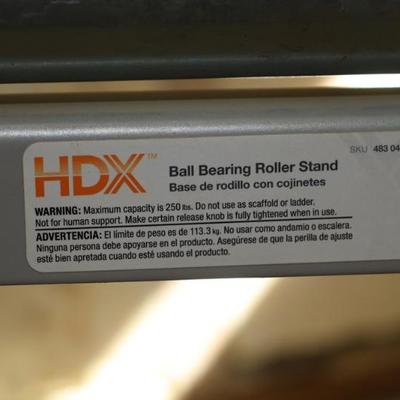 HDX™
Ball Bearing Roller Stand
Base de rodillo con cojinetes
SKU 483 04
WARNING: Maximum capacity is 250 lbs. Do not use as scaffold or ladder.
Not for human support. Make certain release knob is fully tightened when in use.
ADVERTENCIA: El límite de peso es de 113.3 kg. No usar como andamio o escalera.
Ninguna persona debe apoyarse en el producto. Asegúrese de que la perilla de ajuste
esté bien apretada cuando esté usando el producto.